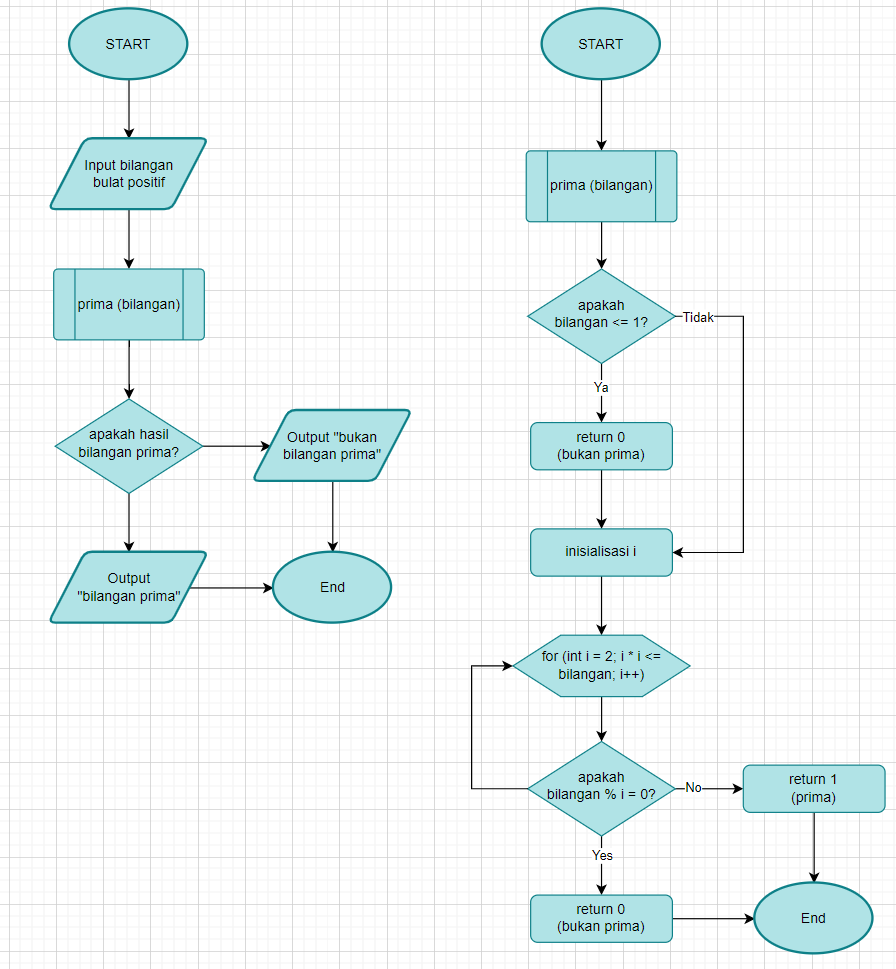 START
Input bilangan
bulat positif
prima (bilangan)
apakah hasil
bilangan prima?
Output "bukan
bilangan prima"
Output
"bilangan prima"
End
START
prima (bilangan)
apakah
bilangan <= 1?
Tidak
Ya
return 0
(bukan prima)
inisialisasi i
for (int i = 2; i * i <=
bilangan; i++)
apakah
bilangan % i = 0?
No
return 1
(prima)
Yes
return 0
(bukan prima)
End